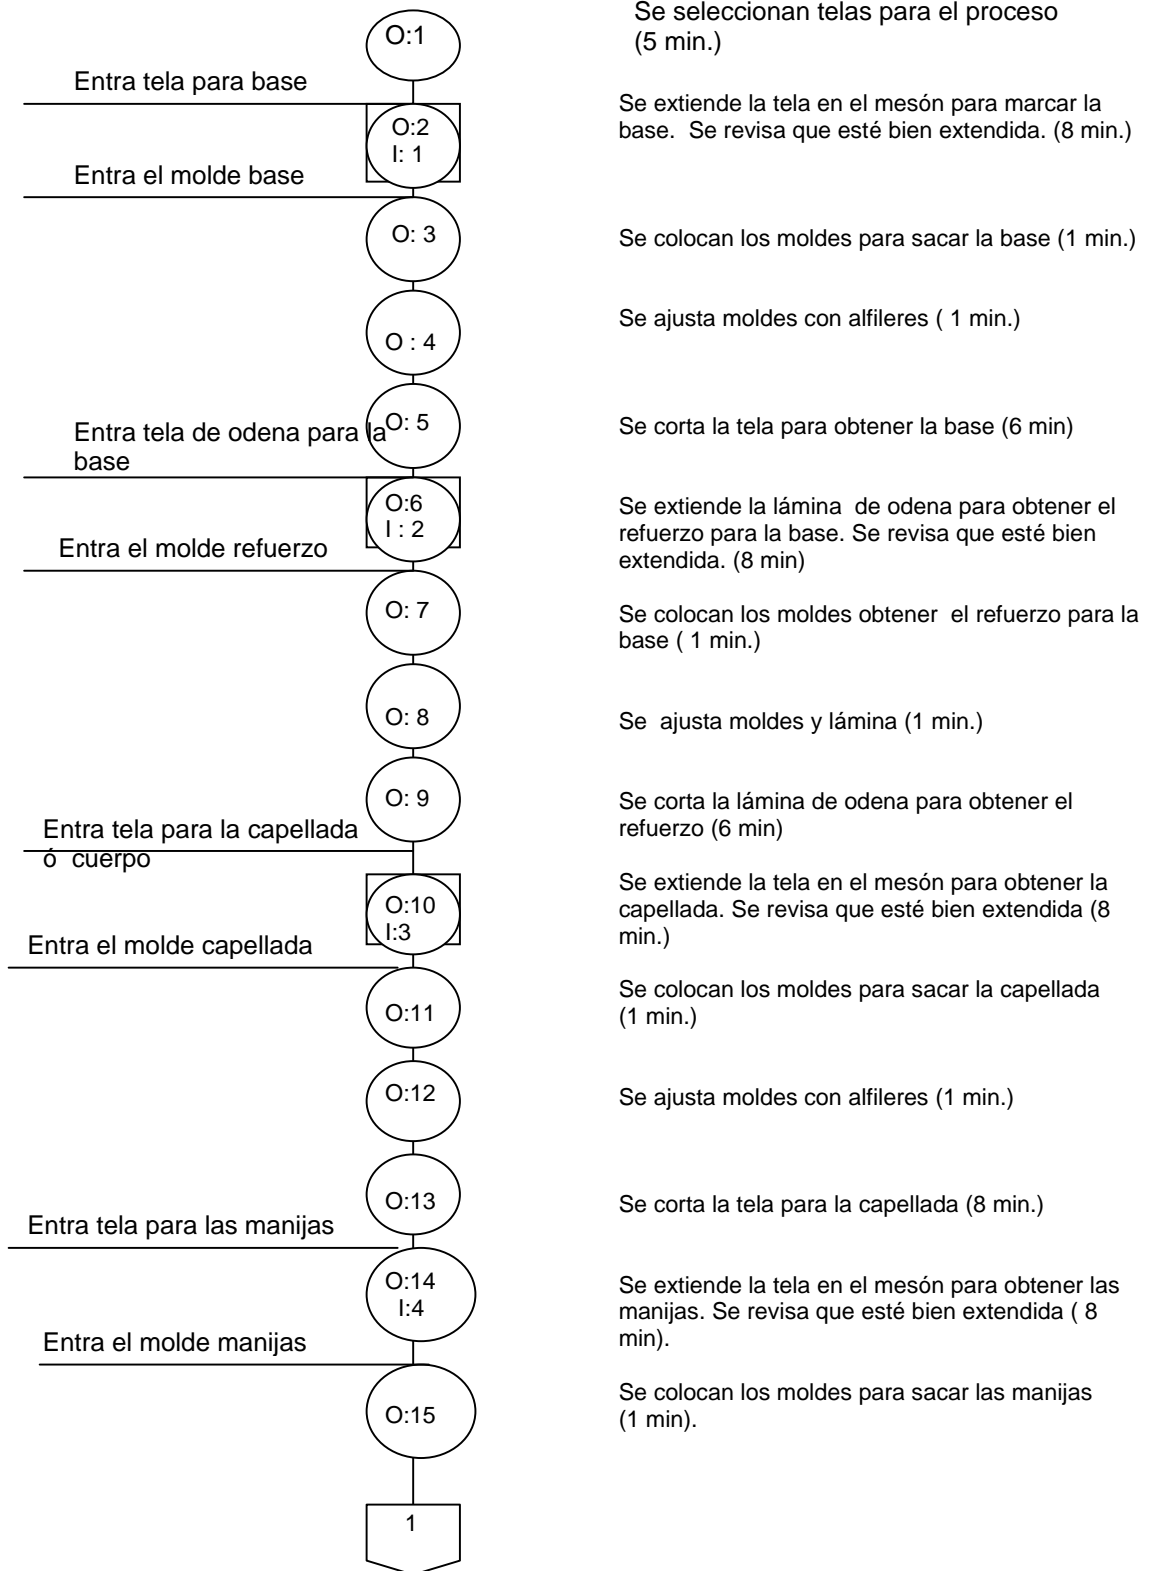 Se seleccionan telas para el proceso
(5 min.)
O:1
Entra tela para base
Se extiende la tela en el mesón para marcar la
base.  Se revisa que esté bien extendida. (8 min.)
O:2
I: 1
Entra el molde base
O: 3
Se colocan los moldes para sacar la base (1 min.)
O : 4
Se ajusta moldes con alfileres ( 1 min.)
O: 5
Se corta la tela para obtener la base (6 min)
Entra tela de odena para la
base
O:6
I : 2
Se extiende la lámina  de odena para obtener el
refuerzo para la base. Se revisa que esté bien
extendida. (8 min)
Entra el molde refuerzo
O: 7
Se colocan los moldes obtener  el refuerzo para la
base ( 1 min.)
O: 8
Se  ajusta moldes y lámina (1 min.)
O: 9
Se corta la lámina de odena para obtener el
refuerzo (6 min)
Entra tela para la capellada
ó  cuerpo
O:10
I:3
Se extiende la tela en el mesón para obtener la
capellada. Se revisa que esté bien extendida (8
min.)
Entra el molde capellada
O:11
Se colocan los moldes para sacar la capellada
(1 min.)
O:12
Se ajusta moldes con alfileres (1 min.)
O:13
Se corta la tela para la capellada (8 min.)
Entra tela para las manijas
O:14
I:4
Se extiende la tela en el mesón para obtener las
manijas. Se revisa que esté bien extendida ( 8
min).
Entra el molde manijas
O:15
Se colocan los moldes para sacar las manijas
(1 min).
1